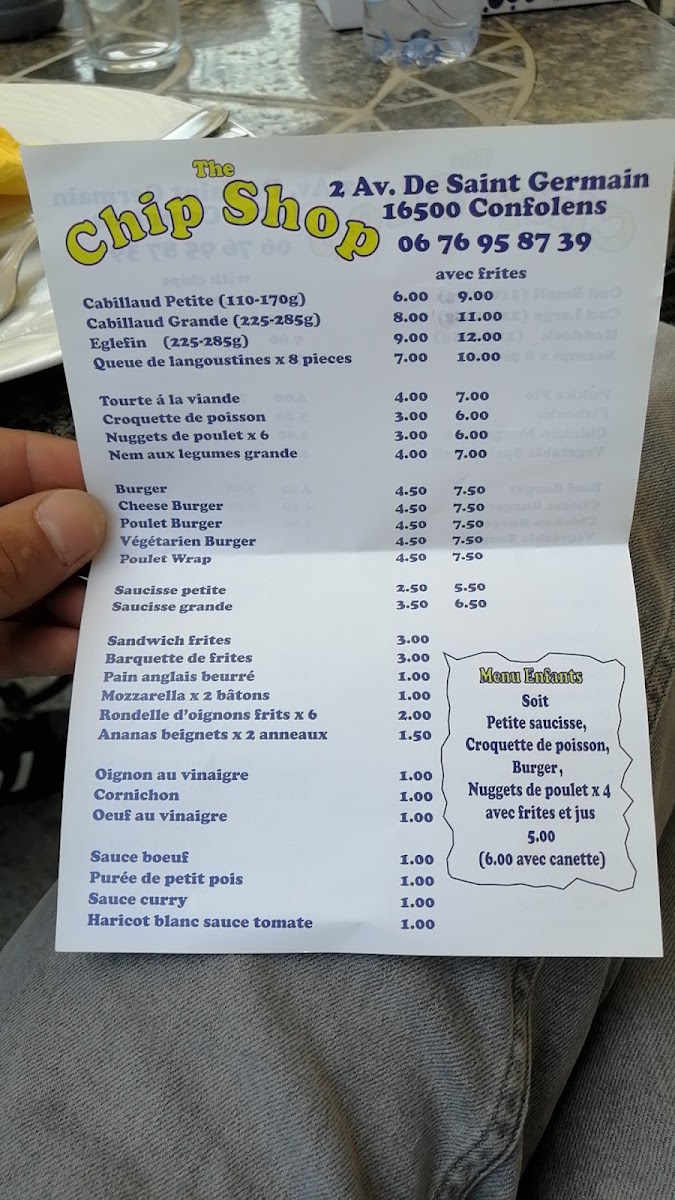 The
Chip Shop
2 Av. De Saint Germain
16500 Confolens
06 76 95 87 39
avec frites
Cabillaud Petite (110-170g) 6.00 9.00
Cabillaud Grande (225-285g) 8.00 11.00
Eglefin (225-285g) 9.00 12.00
Queue de langoustines x 8 pieces 7.00 10.00
Tourte á la viande 4.00 7.00
Croquette de poisson 3.00 6.00
Nuggets de poulet x 6 3.00 6.00
Nem aux legumes grande 4.00 7.00
Burger 4.50 7.50
Cheese Burger 4.50 7.50
Poulet Burger 4.50 7.50
Végétarien Burger 4.50 7.50
Poulet Wrap 4.50 7.50
Saucisse petite 2.50 5.50
Saucisse grande 3.50 6.50
Sandwich frites 3.00
Barquette de frites 3.00
Pain anglais beurré 1.00
Mozzarella x 2 bâtons 1.00
Rondelle d'oignons frits x 6 2.00
Ananas beignets x 2 anneaux 1.50
Oignon au vinaigre 1.00
Cornichon 1.00
Oeuf au vinaigre 1.00
Sauce boeuf 1.00
Purée de petit pois 1.00
Sauce curry 1.00
Haricot blanc sauce tomate 1.00
Menu Enfants
Soit
Petite saucisse,
Croquette de poisson,
Burger,
Nuggets de poulet x 4
avec frites et jus
5.00
(6.00 avec canette)